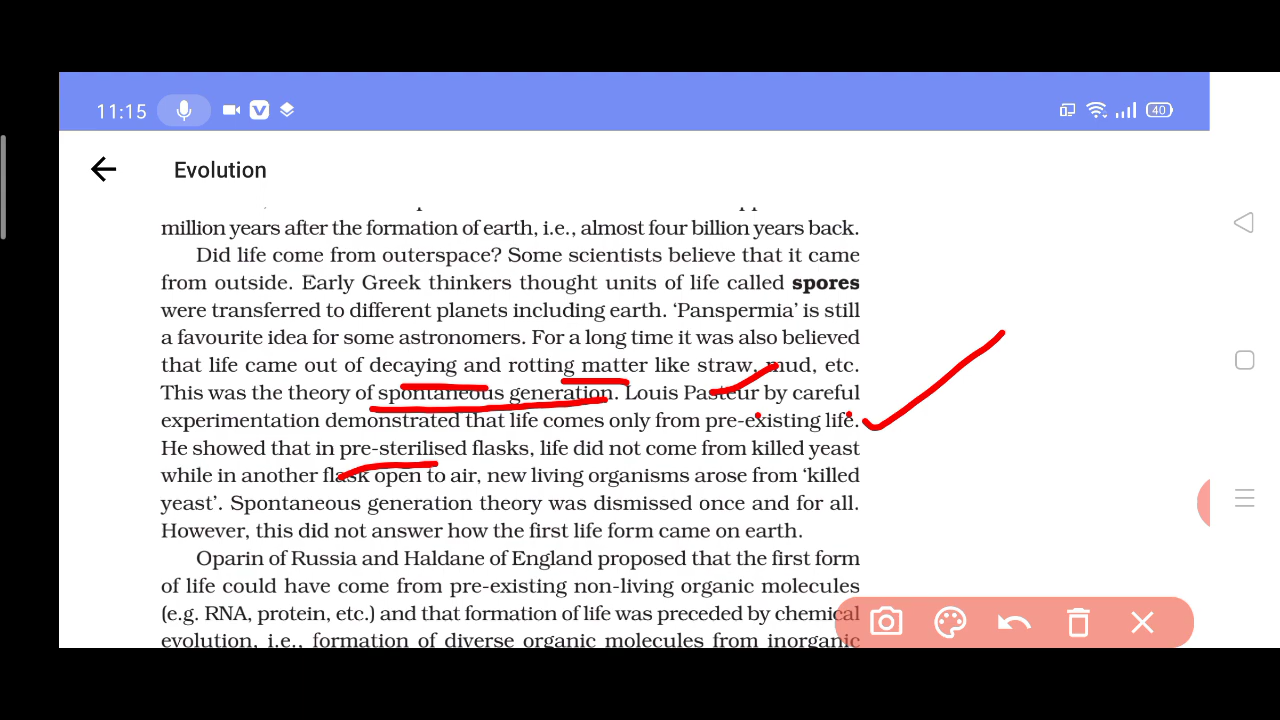 11:15
40
Evolution
million years after the formation of earth, i.e., almost four billion years back.
Did life come from outerspace? Some scientists believe that it came
from outside. Early Greek thinkers thought units of life called spores
were transferred to different planets including earth. ‘Panspermia’ is still
a favourite idea for some astronomers. For a long time it was also believed
that life came out of decaying and rotting matter like straw, mud, etc.
This was the theory of spontaneous generation. Louis Pasteur by careful
experimentation demonstrated that life comes only from pre-existing life.
He showed that in pre-sterilised flasks, life did not come from killed yeast
while in another flask open to air, new living organisms arose from ‘killed
yeast’. Spontaneous generation theory was dismissed once and for all.
However, this did not answer how the first life form came on earth.
Oparin of Russia and Haldane of England proposed that the first form
of life could have come from pre-existing non-living organic molecules
(e.g. RNA, protein, etc.) and that formation of life was preceded by chemical
evolution, i.e., formation of diverse organic molecules from inorganic